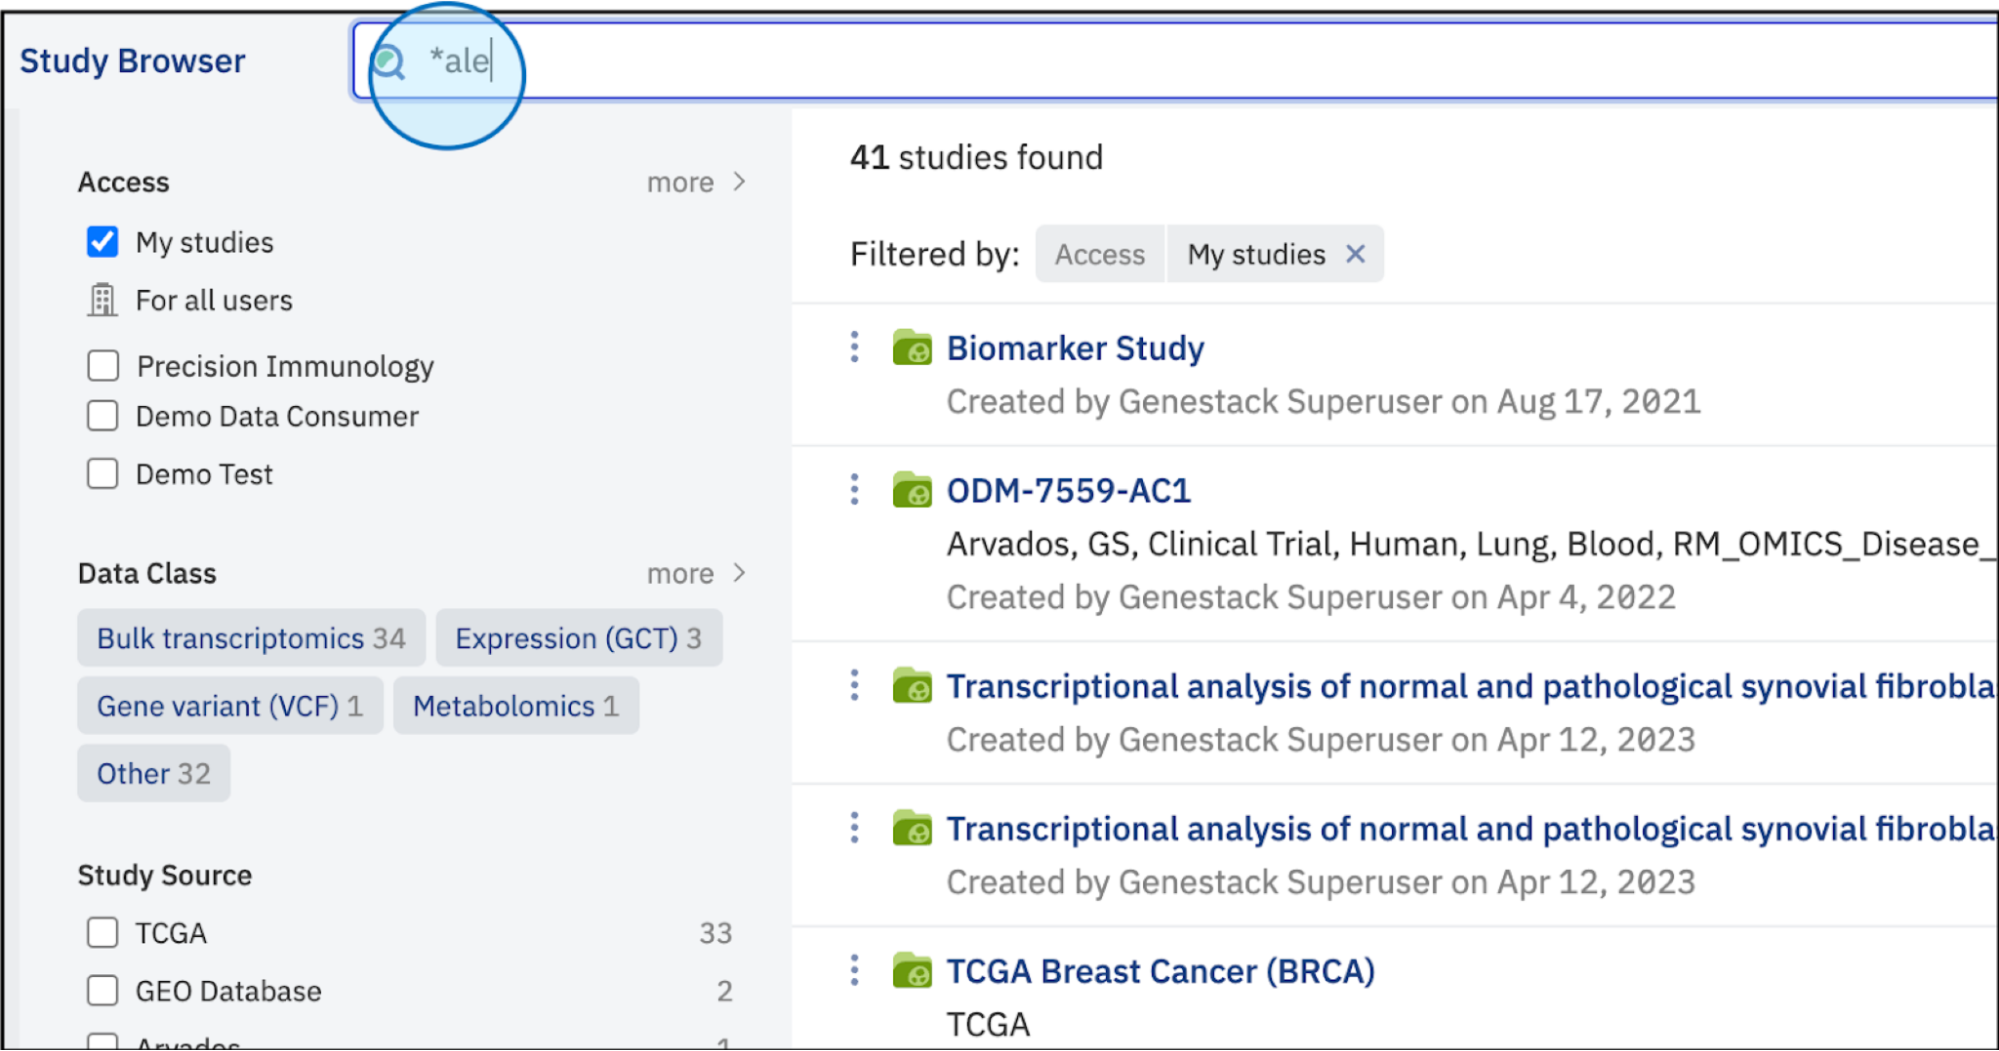 Study Browser
*ale
Access more
My studies
For all users
Precision Immunology
Demo Data Consumer
Demo Test
Data Class more
Bulk transcriptomics 34 Expression (GCT) 3
Gene variant (VCF) 1 Metabolomics 1
Other 32
Study Source
TCGA 33
GEO Database 2
Arvados 1
41 studies found
Filtered by: Access My studies
Biomarker Study
Created by Genestack Superuser on Aug 17, 2021
ODM-7559-AC1
Arvados, GS, Clinical Trial, Human, Lung, Blood, RM_OMICS_Disease_
Created by Genestack Superuser on Apr 4, 2022
Transcriptional analysis of normal and pathological synovial fibrobla
Created by Genestack Superuser on Apr 12, 2023
Transcriptional analysis of normal and pathological synovial fibrobla
Created by Genestack Superuser on Apr 12, 2023
TCGA Breast Cancer (BRCA)
TCGA